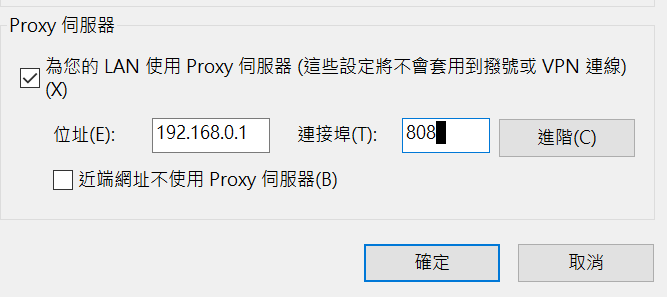 Proxy 伺服器
為您的 LAN 使用 Proxy 伺服器 (這些設定將不會套用到撥號或 VPN 連線)
(X)
位址(E): 192.168.0.1 連接埠(T): 808 進階(C)
近端網址不使用 Proxy 伺服器(B)
確定 取消